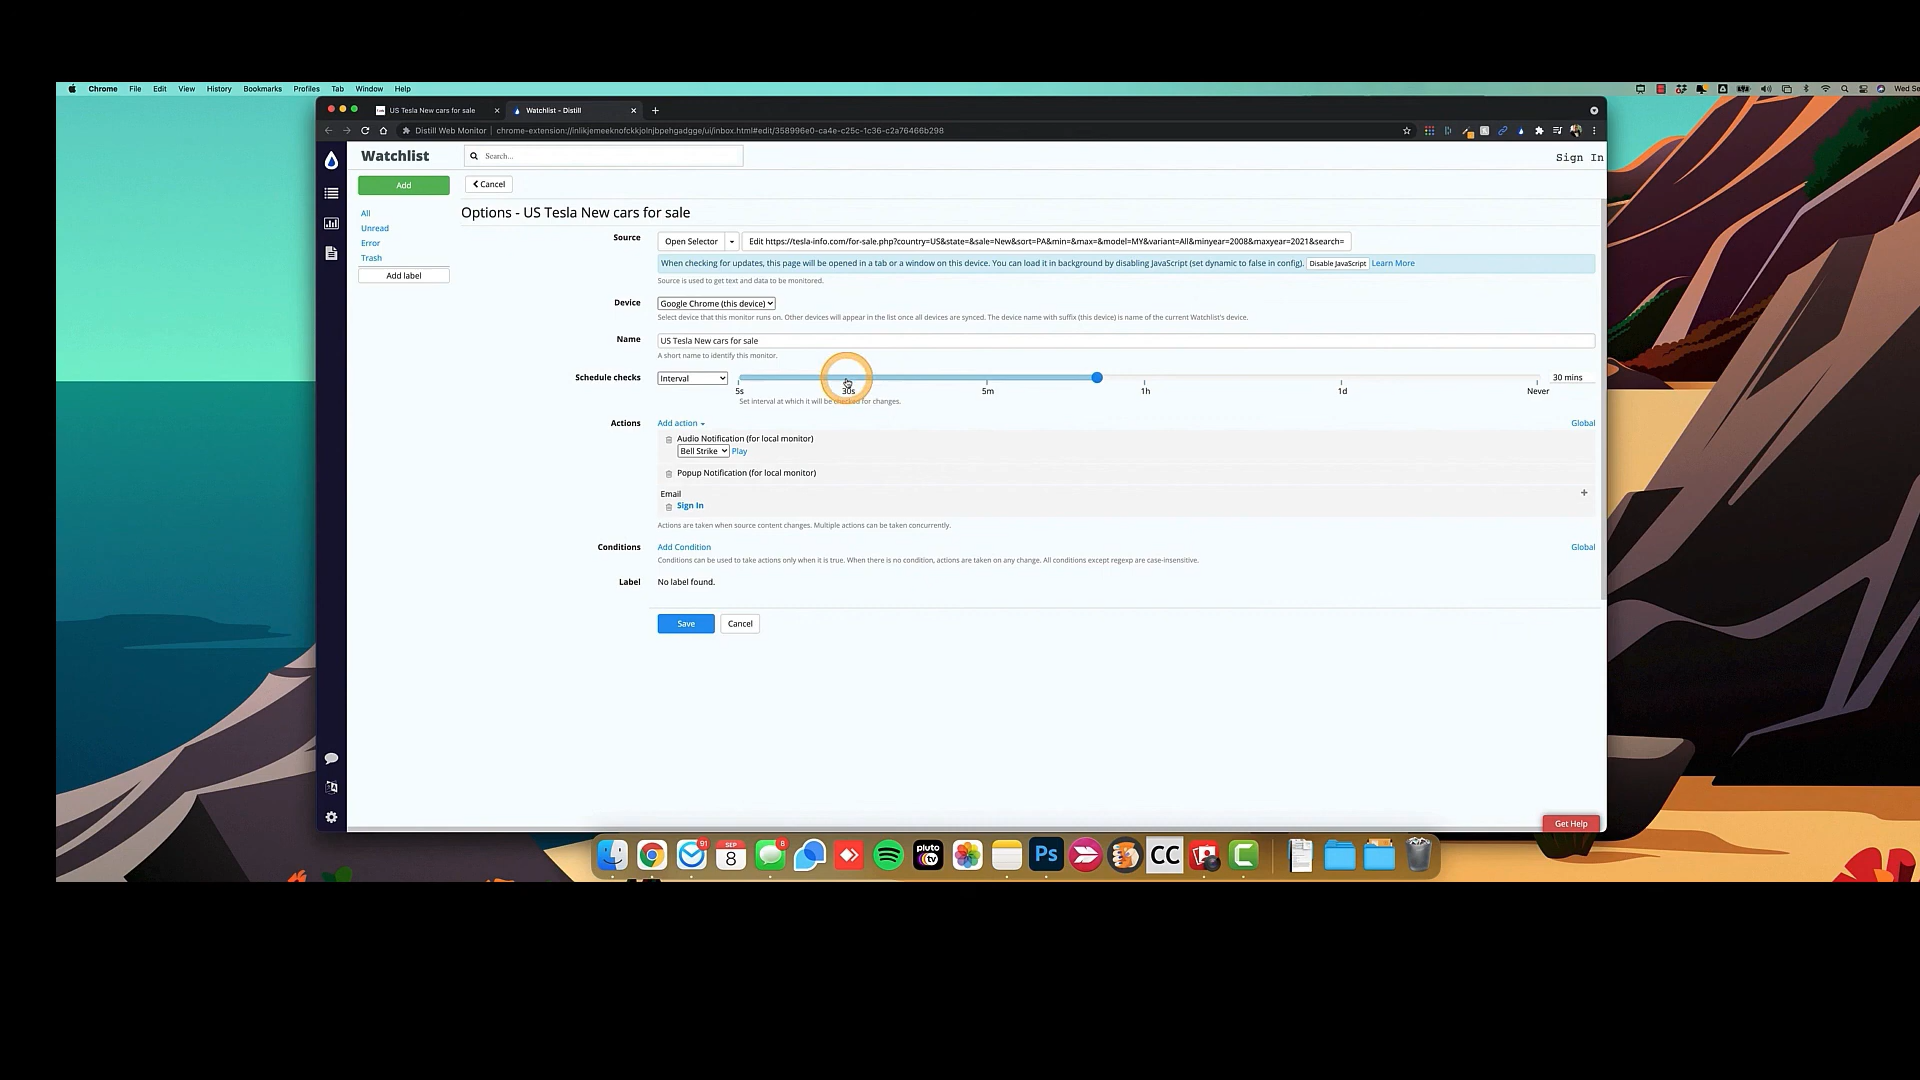 Chrome File Edit View History Bookmarks Profiles Tab Window Help
Wed Se
US Tesla New cars for sale
Watchlist - Distill
Distill Web Monitor | chrome-extension://inlikjemeeknofckkjolnjbpehgadgge/ui/inbox.html#edit/358996e0-ca4e-c25c-1c36-c2a76466b298
Watchlist
Search...
Sign In
Add
Cancel
All
Unread
Error
Trash
Add label
Options - US Tesla New cars for sale
Source
Open Selector
Edit https://tesla-info.com/for-sale.php?country=US&state=&sale=New&sort=PA&min=&max=&model=MY&variant=All&minyear=2008&maxyear=2021&search=
When checking for updates, this page will be opened in a tab or a window on this device. You can load it in background by disabling JavaScript (set dynamic to false in config). Disable JavaScript Learn More
Source is used to get text and data to be monitored.
Device
Google Chrome (this device)
Select device that this monitor runs on. Other devices will appear in the list once all devices are synced. The device name with suffix (this device) is name of the current Watchlist's device.
Name
US Tesla New cars for sale
A short name to identify this monitor.
Schedule checks
Interval
30 mins
5s 30s 5m 1h 1d Never
Set interval at which it will be checked for changes.
Actions
Add action
Global
Audio Notification (for local monitor)
Bell Strike Play
Popup Notification (for local monitor)
Email
Sign In
Actions are taken when source content changes. Multiple actions can be taken concurrently.
Conditions
Add Condition
Global
Conditions can be used to take actions only when it is true. When there is no condition, actions are taken on any change. All conditions except regexp are case-insensitive.
Label
No label found.
Save
Cancel
Get Help
91
SEP
8
8
pluto tv
Ps
CC